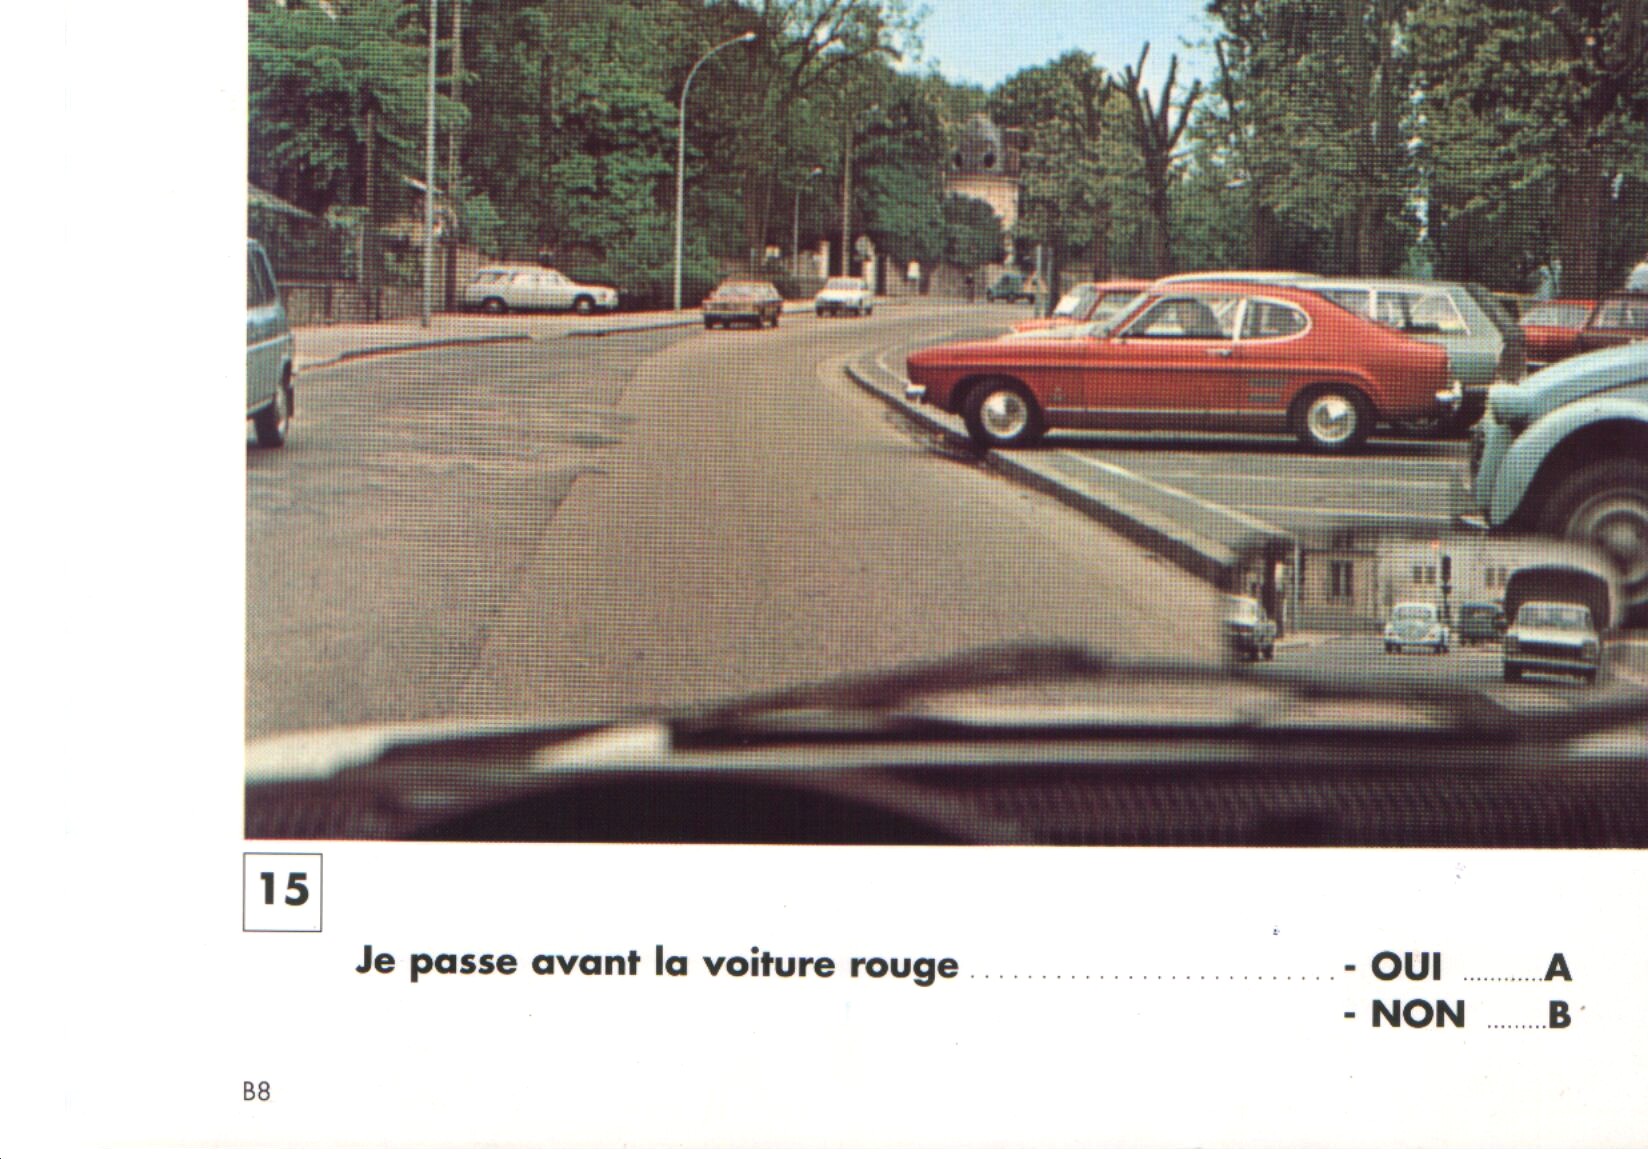 15
Je passe avant la voiture rouge .......................... - OUI ...........A
- NON .........B
B8